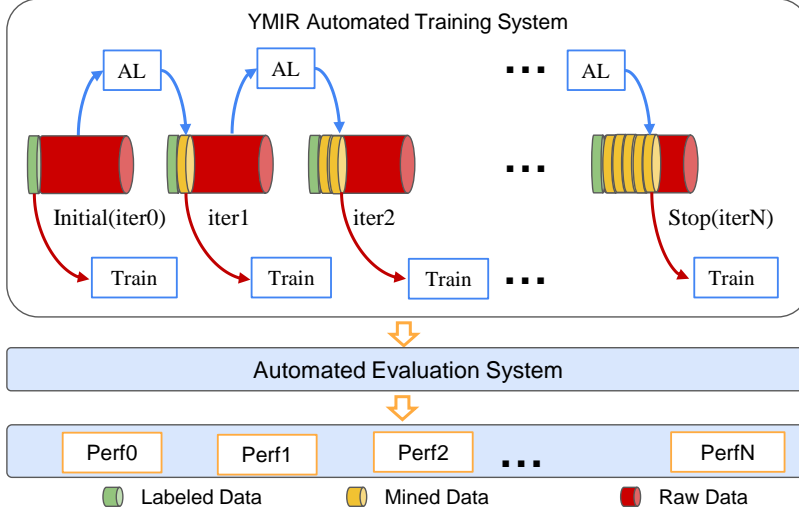 YMIR Automated Training System
AL
AL
...
AL
...
Initial(iter0)
iter1
iter2
Stop(iterN)
Train
Train
Train
...
Train
Automated Evaluation System
Perf0
Perf1
Perf2
...
PerfN
Labeled Data
Mined Data
Raw Data